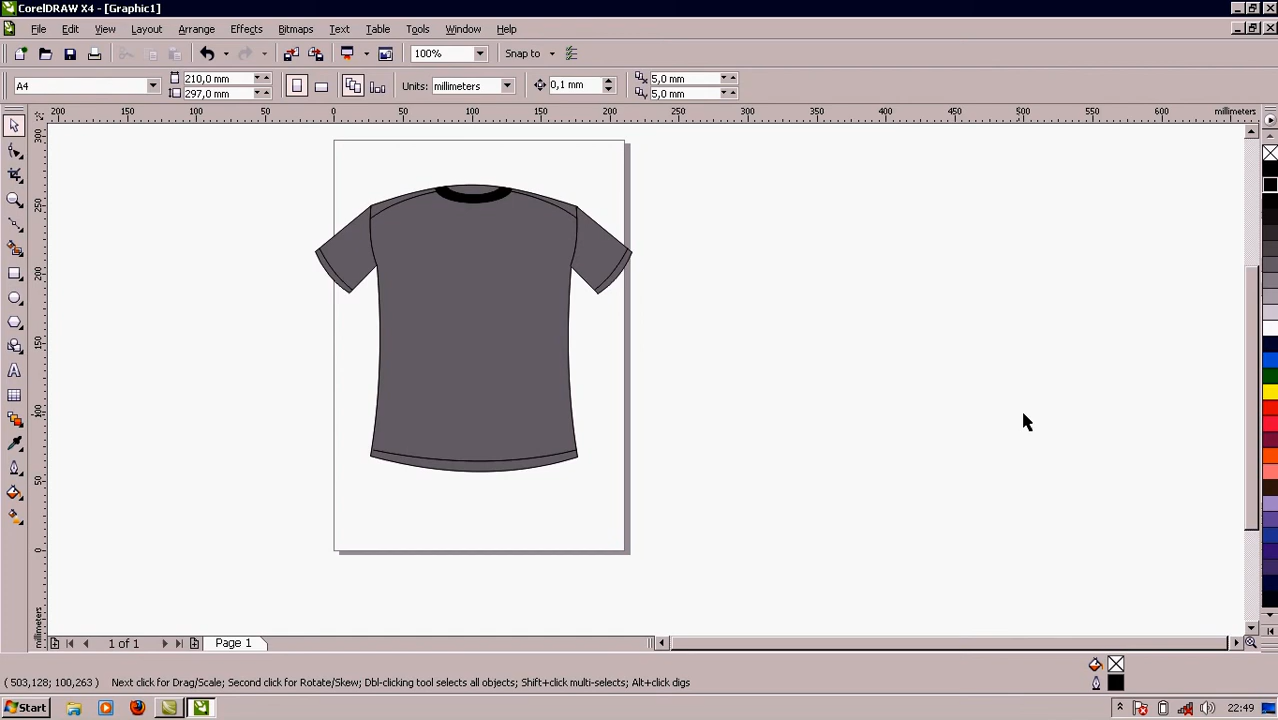 CorelDRAW X4 - [Graphic1]
File Edit View Layout Arrange Effects Bitmaps Text Table Tools Window Help
100% Snap to
A4 210,0 mm 297,0 mm Units: millimeters 0,1 mm 5,0 mm 5,0 mm
200 150 100 50 0 50 100 150 200 250 300 350 400 450 500 550 600 millimeters
300
250
200
150
100
50
0
millimeters
1 of 1 Page 1
(503,128; 100,263) Next click for Drag/Scale; Second click for Rotate/Skew; Dbl-clicking tool selects all objects; Shift+click multi-selects; Alt+click digs
Start 22:49